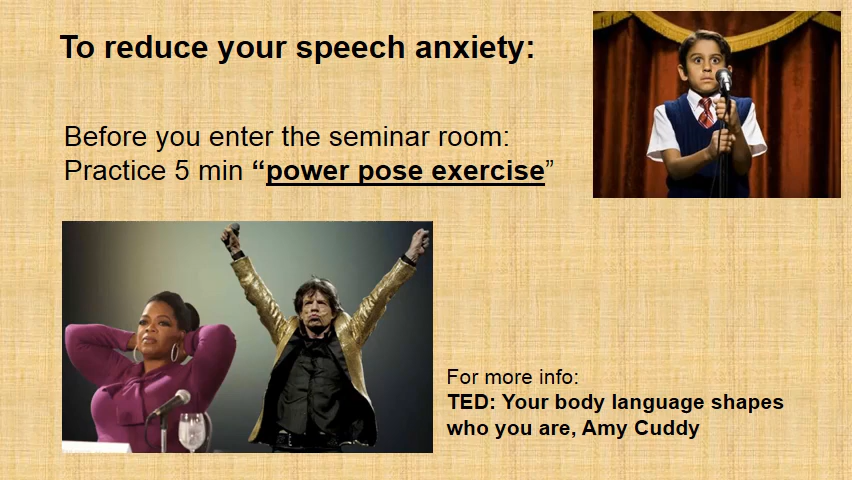 To reduce your speech anxiety:
Before you enter the seminar room:
Practice 5 min “power pose exercise”
For more info:
TED: Your body language shapes
who you are, Amy Cuddy